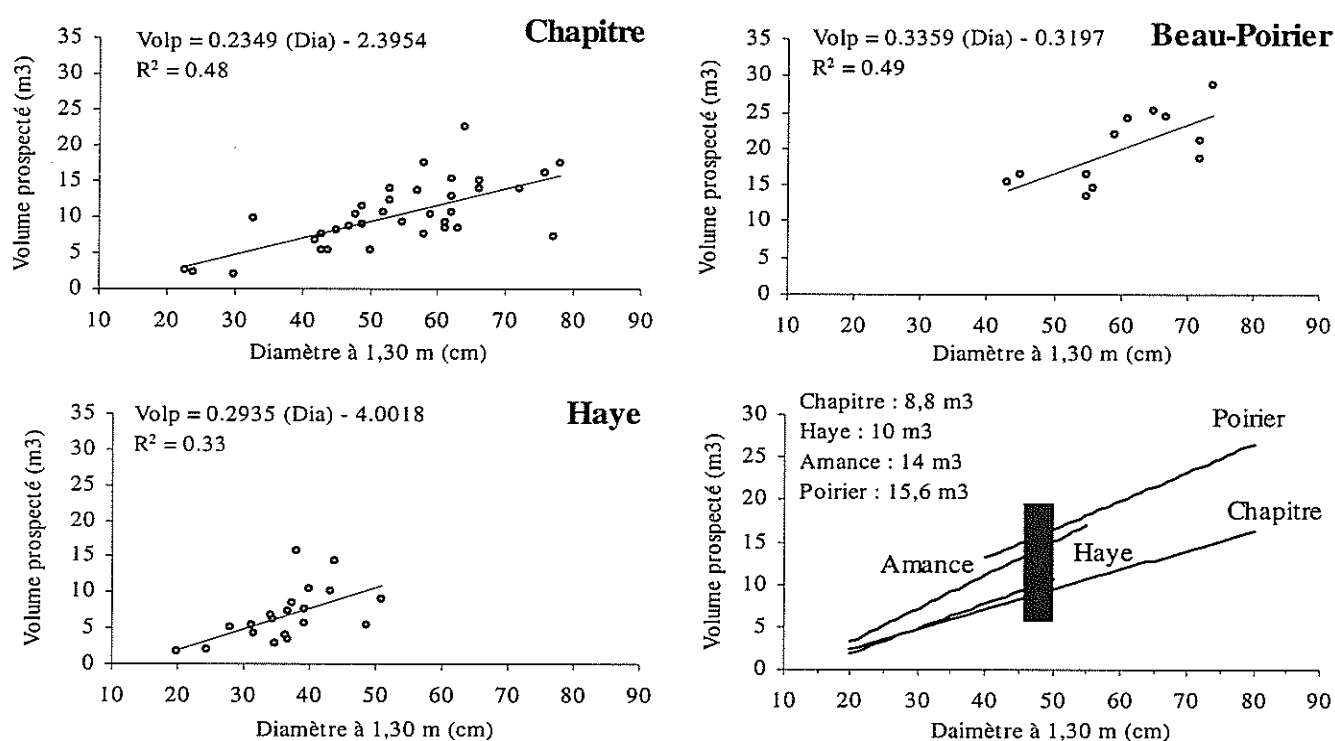 Chapitre
Volp = 0.2349 (Dia) - 2.3954
R² = 0.48
Volume prospecté (m3)
35
30
25
20
15
10
5
0
10 20 30 40 50 60 70 80 90
Diamètre à 1,30 m (cm)
Beau-Poirier
Volp = 0.3359 (Dia) - 0.3197
R² = 0.49
Volume prospecté (m3)
35
30
25
20
15
10
5
0
10 20 30 40 50 60 70 80 90
Diamètre à 1,30 m (cm)
Haye
Volp = 0.2935 (Dia) - 4.0018
R² = 0.33
Volume prospecté (m3)
35
30
25
20
15
10
5
0
10 20 30 40 50 60 70 80 90
Diamètre à 1,30 m (cm)
Chapitre : 8,8 m3
Haye : 10 m3
Amance : 14 m3
Poirier : 15,6 m3
Volume prospecté (m3)
30
25
20
15
10
5
0
Poirier
Chapitre
Amance
Haye
10 20 30 40 50 60 70 80 90
Daimètre à 1,30 m (cm)